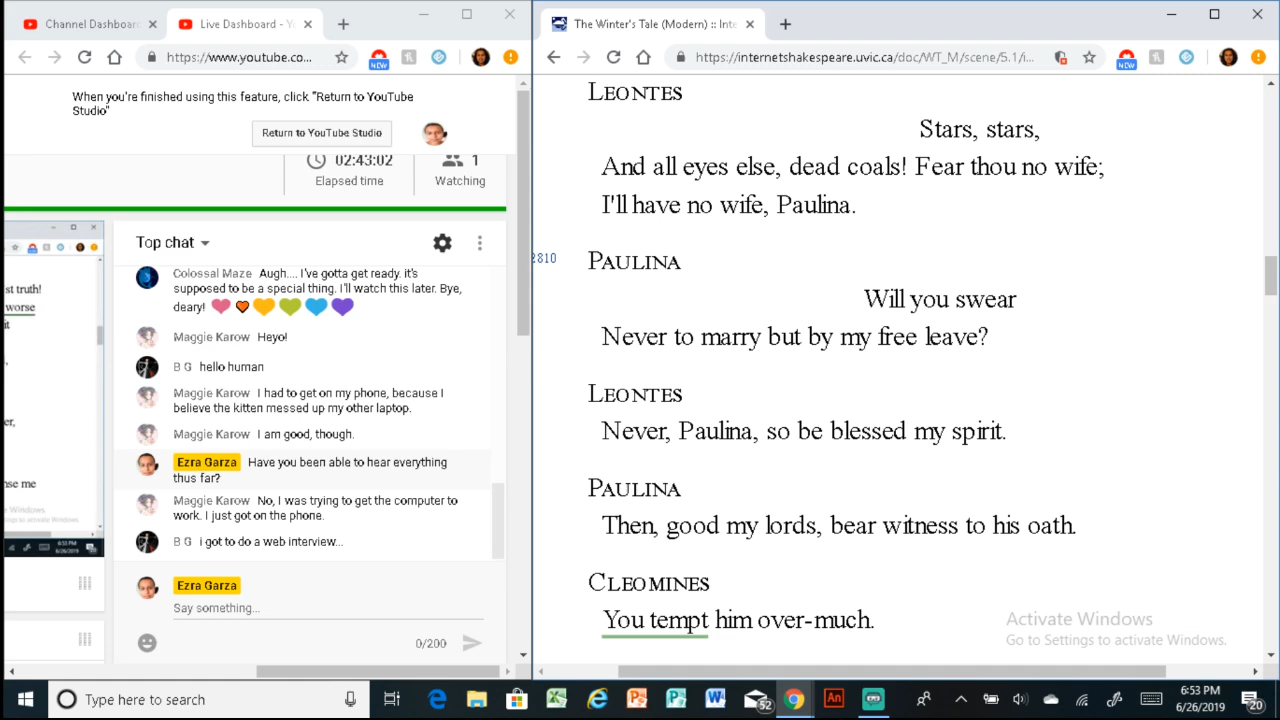 Channel Dashboard
Live Dashboard - Y
The Winter's Tale (Modern) :: Inte
https://www.youtube.co...
NEW
https://internetshakespeare.uvic.ca/doc/WT_M/scene/5.1/i...
NEW
When you're finished using this feature, click "Return to YouTube
Studio"
Return to YouTube Studio
02:43:02
Elapsed time
1
Watching
st truth!
worse
it
er,
nse me
6:53 PM
6/26/2019
Top chat
Colossal Maze Augh.... I've gotta get ready. it's
supposed to be a special thing. I'll watch this later. Bye,
deary!
Maggie Karow Heyo!
B G hello human
Maggie Karow I had to get on my phone, because I
believe the kitten messed up my other laptop.
Maggie Karow I am good, though.
Ezra Garza Have you been able to hear everything
thus far?
Maggie Karow No, I was trying to get the computer to
work. I just got on the phone.
B G i got to do a web interview...
Ezra Garza
Say something...
0/200
LEONTES
Stars, stars,
And all eyes else, dead coals! Fear thou no wife;
I'll have no wife, Paulina.
2810
PAULINA
Will you swear
Never to marry but by my free leave?
LEONTES
Never, Paulina, so be blessed my spirit.
PAULINA
Then, good my lords, bear witness to his oath.
CLEOMINES
You tempt him over-much.
Activate Windows
Go to Settings to activate Windows.
Type here to search
52
An
6:53 PM
6/26/2019
20